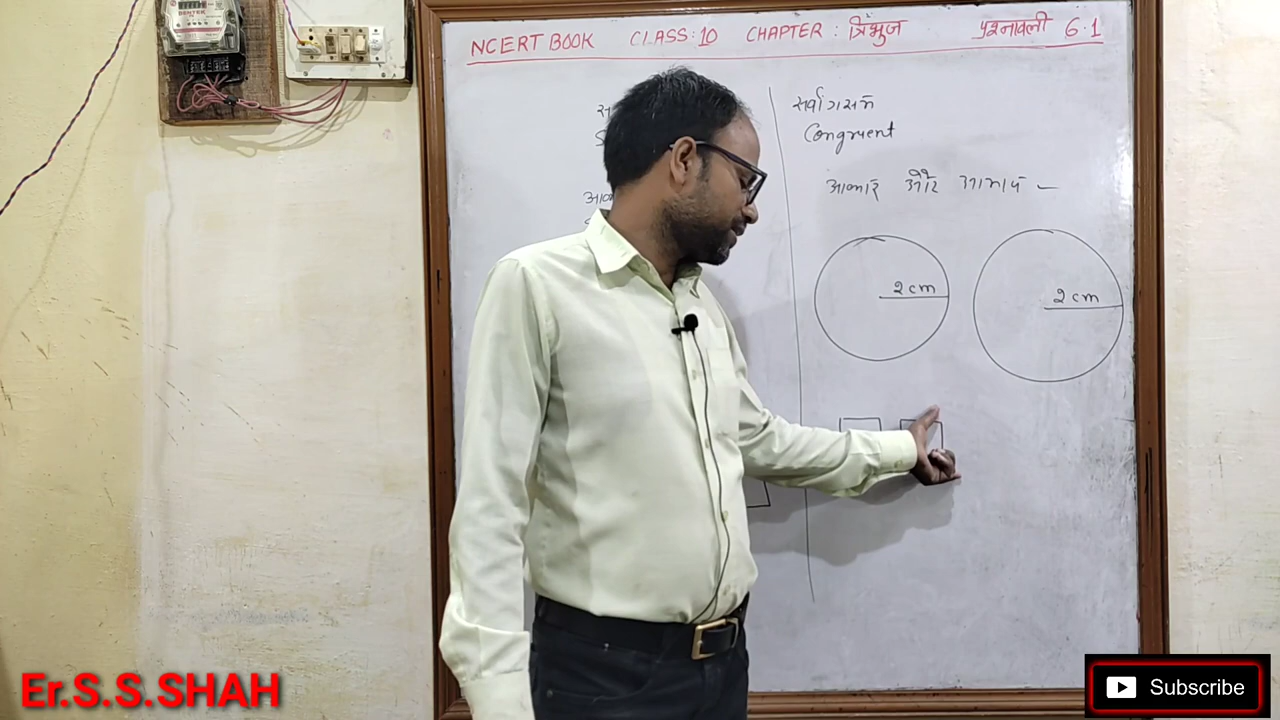 NCERT BOOK CLASS:10 CHAPTER : त्रिभुज प्रश्नावली 6.1
सर्वांगसम
Congruent
आकार और आमाप –
2 cm
2 cm
Er.S.S.SHAH
Subscribe